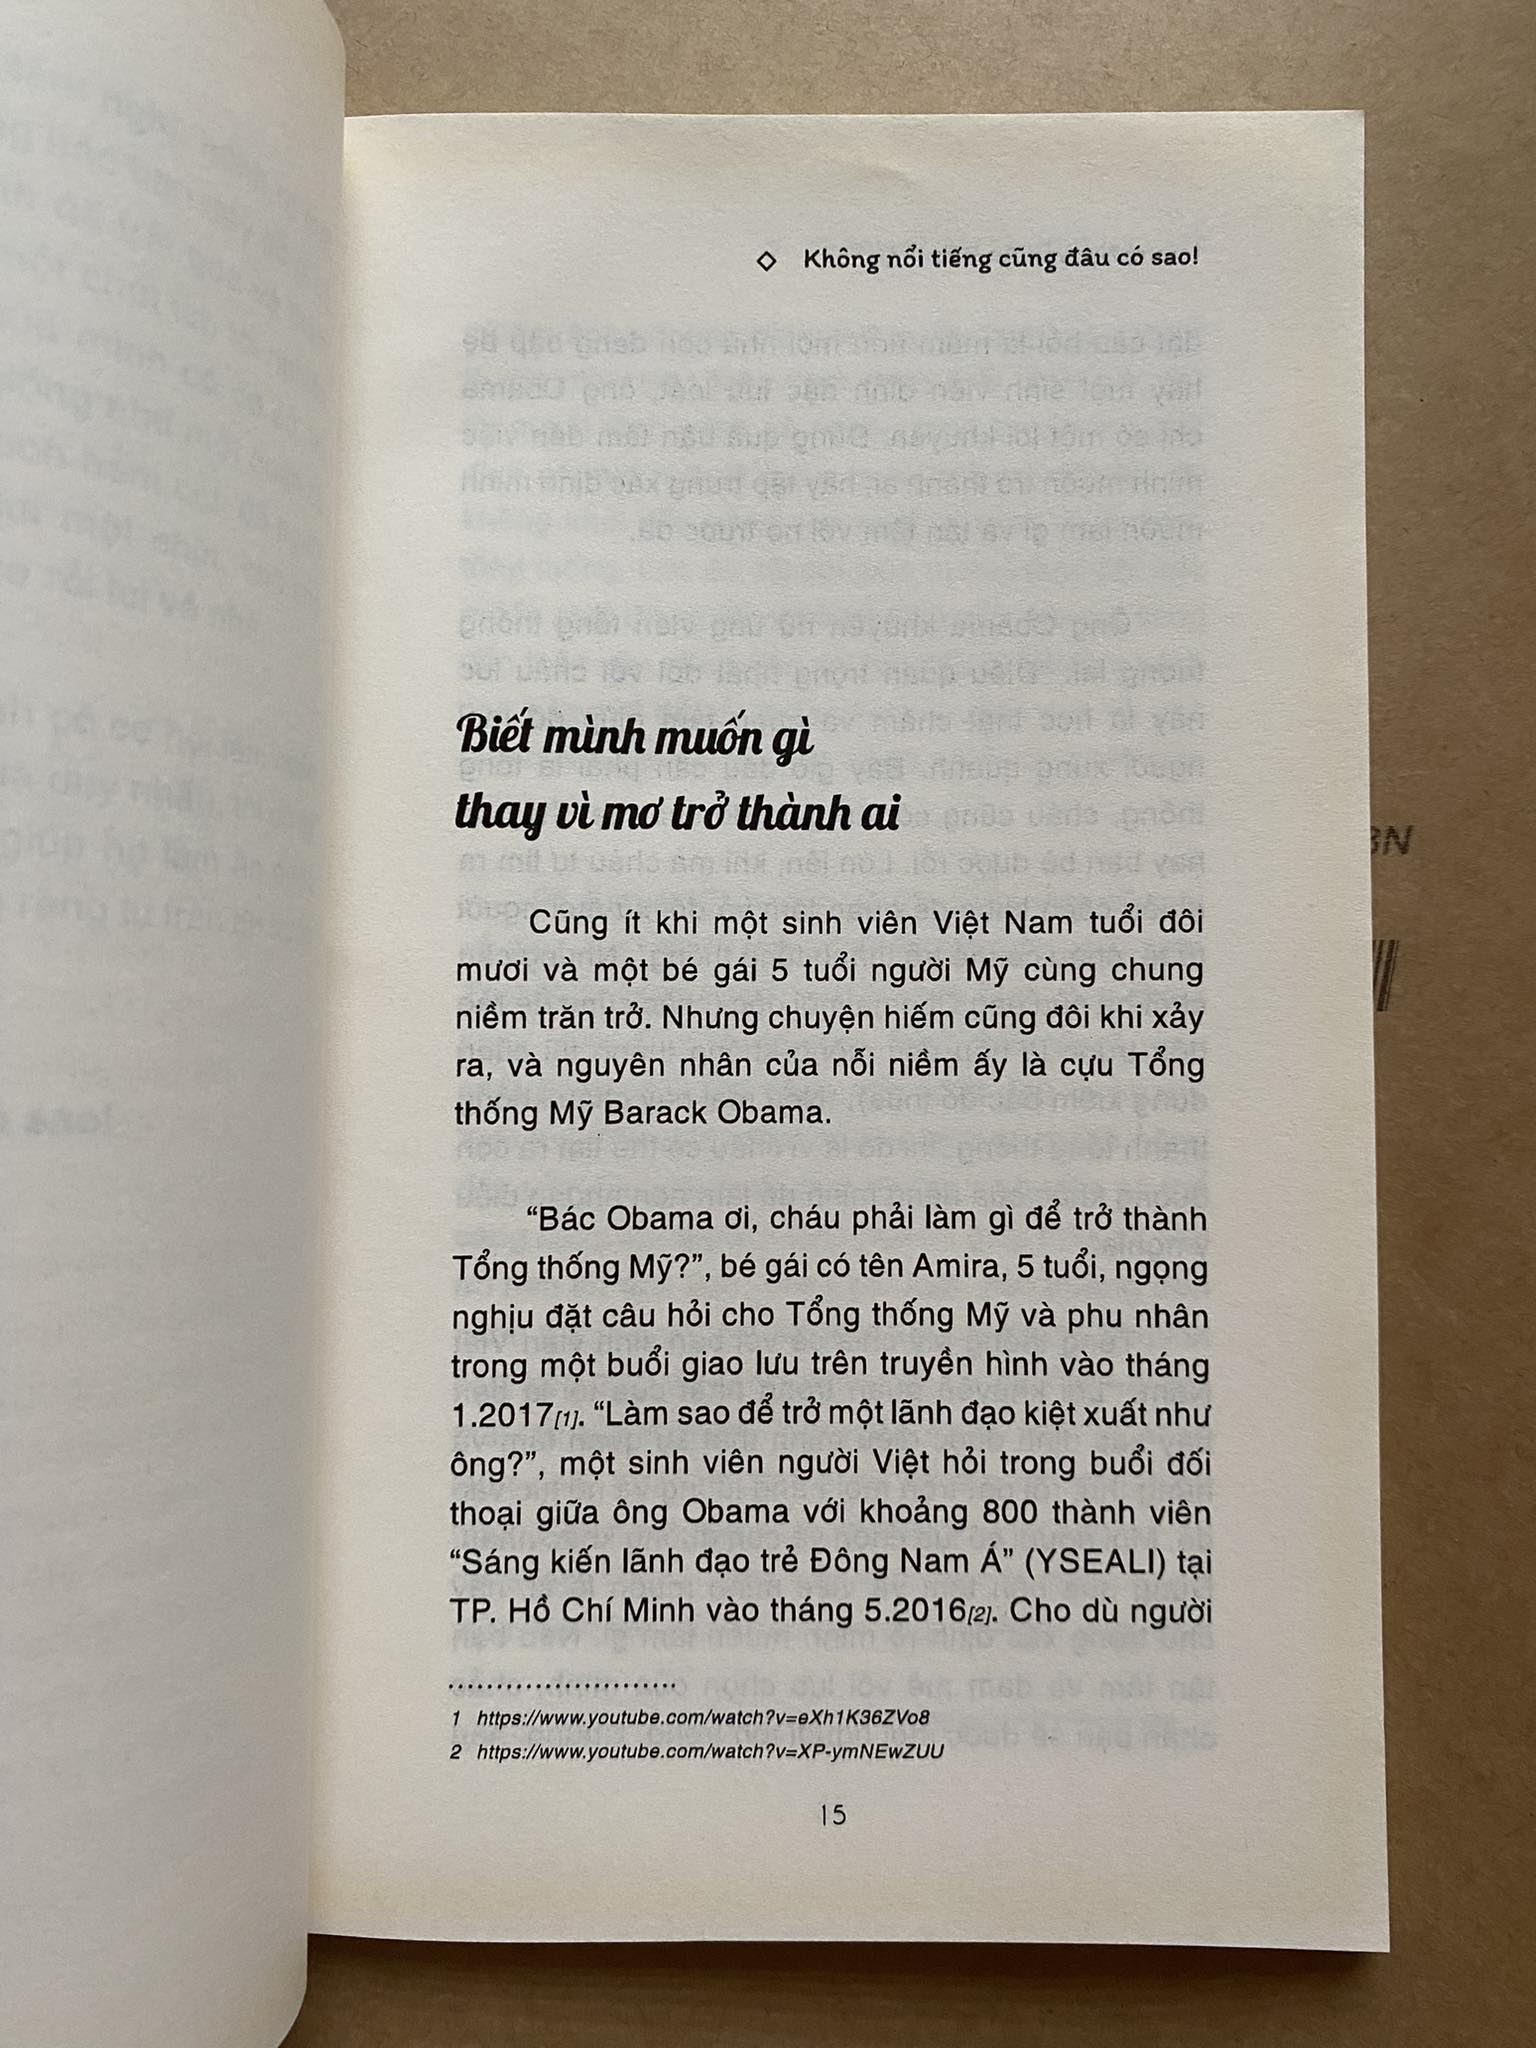 ◇ Không nổi tiếng cũng đâu có sao!
Biết mình muốn gì
thay vì mơ trở thành ai
Cũng ít khi một sinh viên Việt Nam tuổi đôi
mươi và một bé gái 5 tuổi người Mỹ cùng chung
niềm trăn trở. Nhưng chuyện hiếm cũng đôi khi xảy
ra, và nguyên nhân của nỗi niềm ấy là cựu Tổng
thống Mỹ Barack Obama.
“Bác Obama ơi, cháu phải làm gì để trở thành
Tổng thống Mỹ?”, bé gái có tên Amira, 5 tuổi, ngọng
nghịu đặt câu hỏi cho Tổng thống Mỹ và phu nhân
trong một buổi giao lưu trên truyền hình vào tháng
1.2017[1]. “Làm sao để trở một lãnh đạo kiệt xuất như
ông?”, một sinh viên người Việt hỏi trong buổi đối
thoại giữa ông Obama với khoảng 800 thành viên
“Sáng kiến lãnh đạo trẻ Đông Nam Á” (YSEALI) tại
TP. Hồ Chí Minh vào tháng 5.2016[2]. Cho dù người
1 https://www.youtube.com/watch?v=eXh1K36ZVo8
2 https://www.youtube.com/watch?v=XP-ymNEwZUU
15